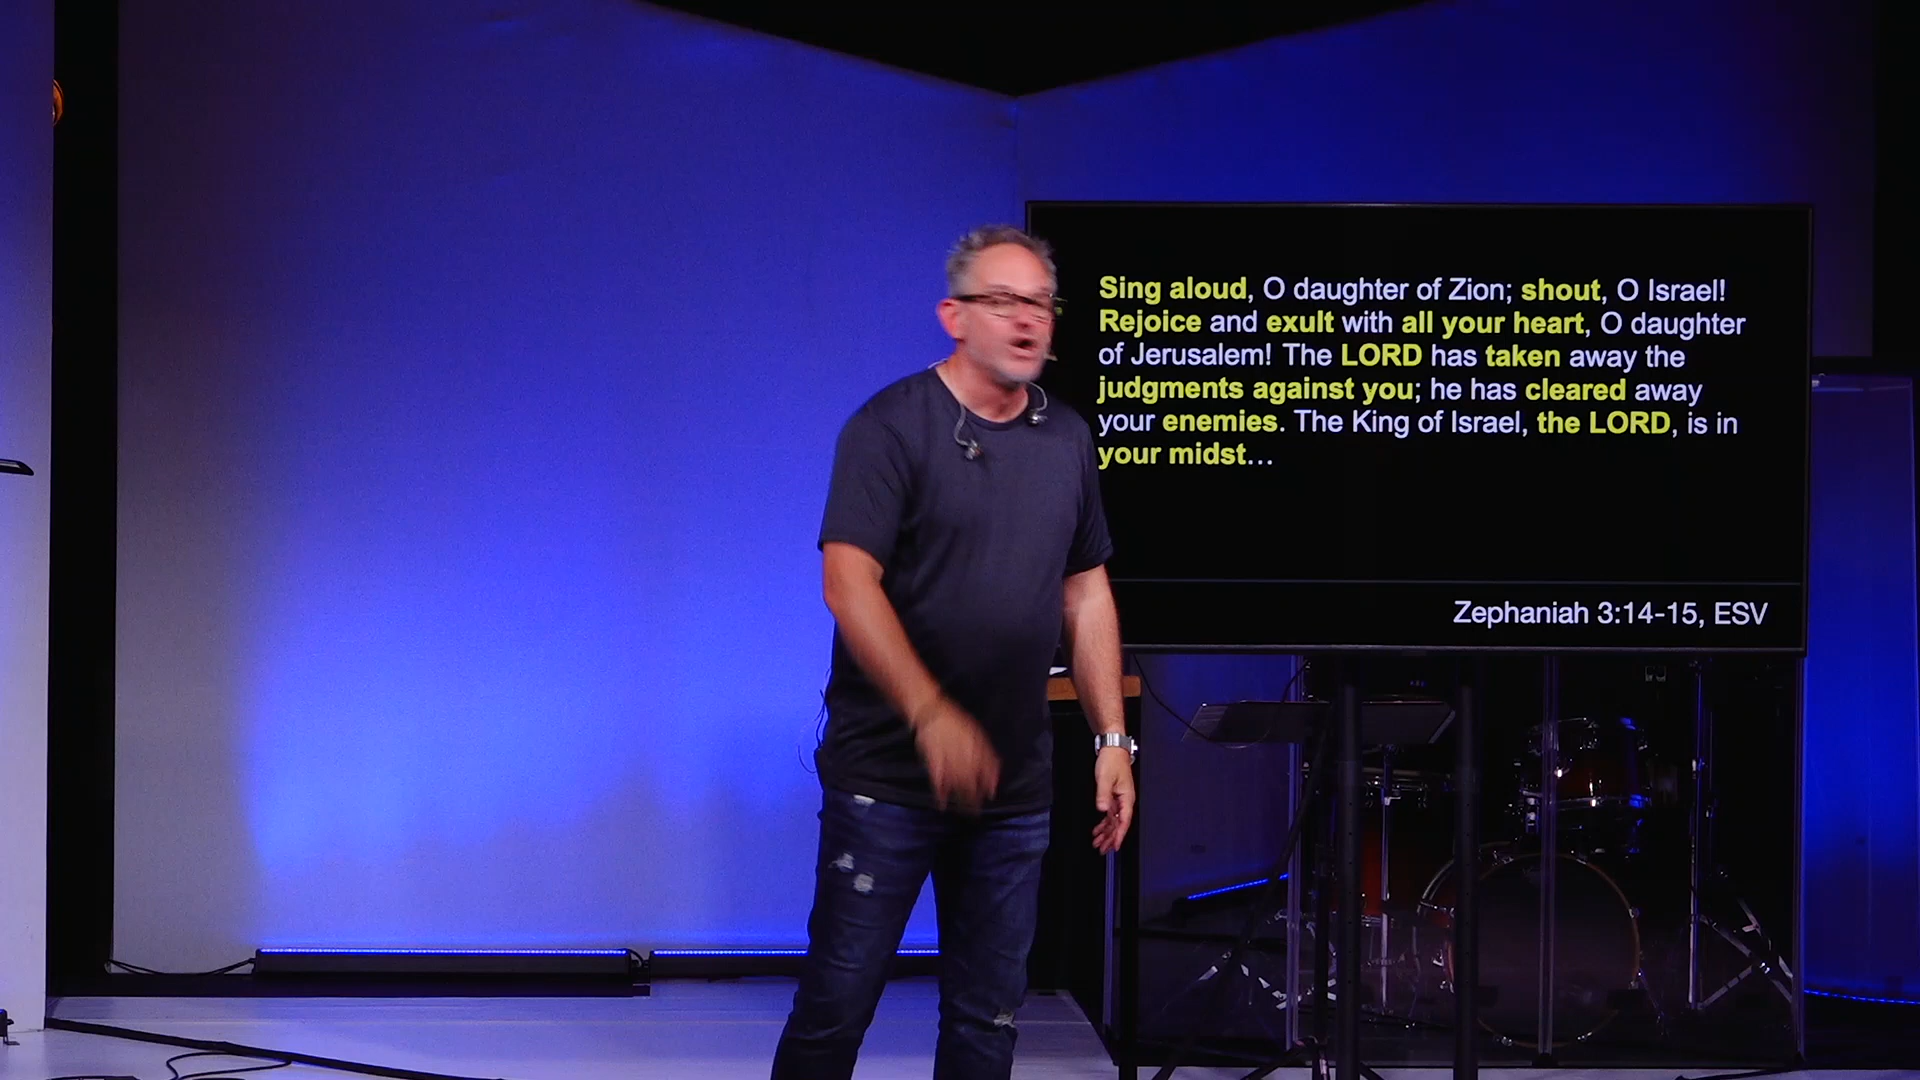 Sing aloud, O daughter of Zion; shout, O Israel!
Rejoice and exult with all your heart, O daughter
of Jerusalem! The LORD has taken away the
judgments against you; he has cleared away
your enemies. The King of Israel, the LORD, is in
your midst…
Zephaniah 3:14-15, ESV